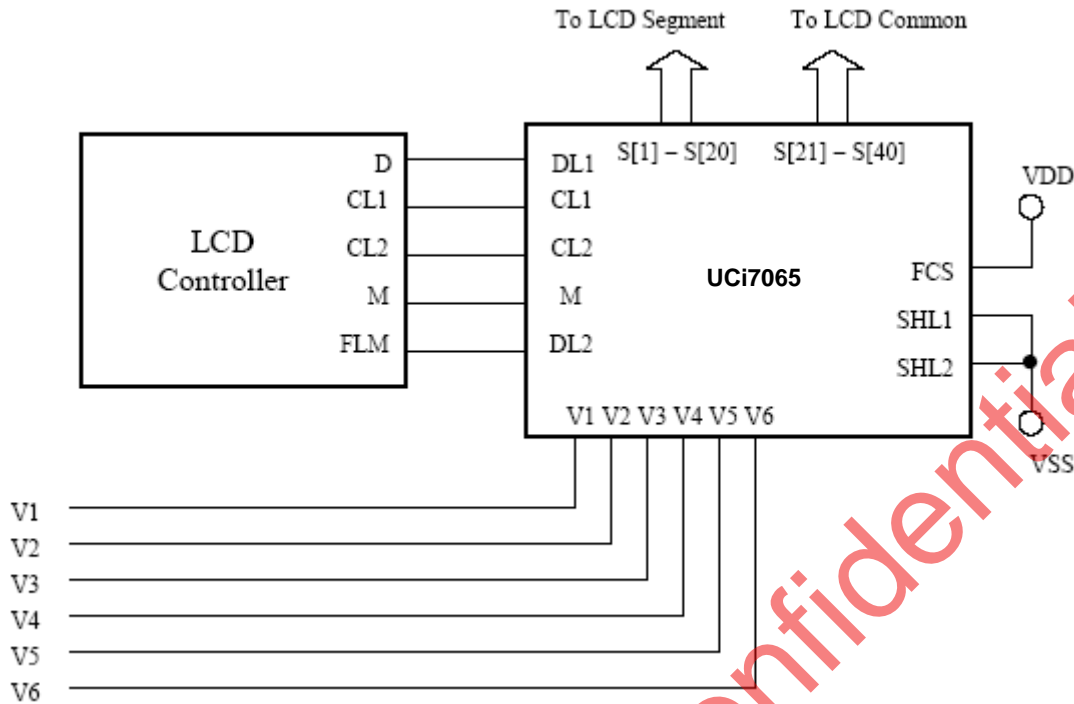 To LCD Segment
To LCD Common
S[1] – S[20]
S[21] – S[40]
LCD
Controller
D
CL1
CL2
M
FLM
DL1
CL1
CL2
M
DL2
UCi7065
FCS
SHL1
SHL2
VDD
VSS
V1 V2 V3 V4 V5 V6
V1
V2
V3
V4
V5
V6